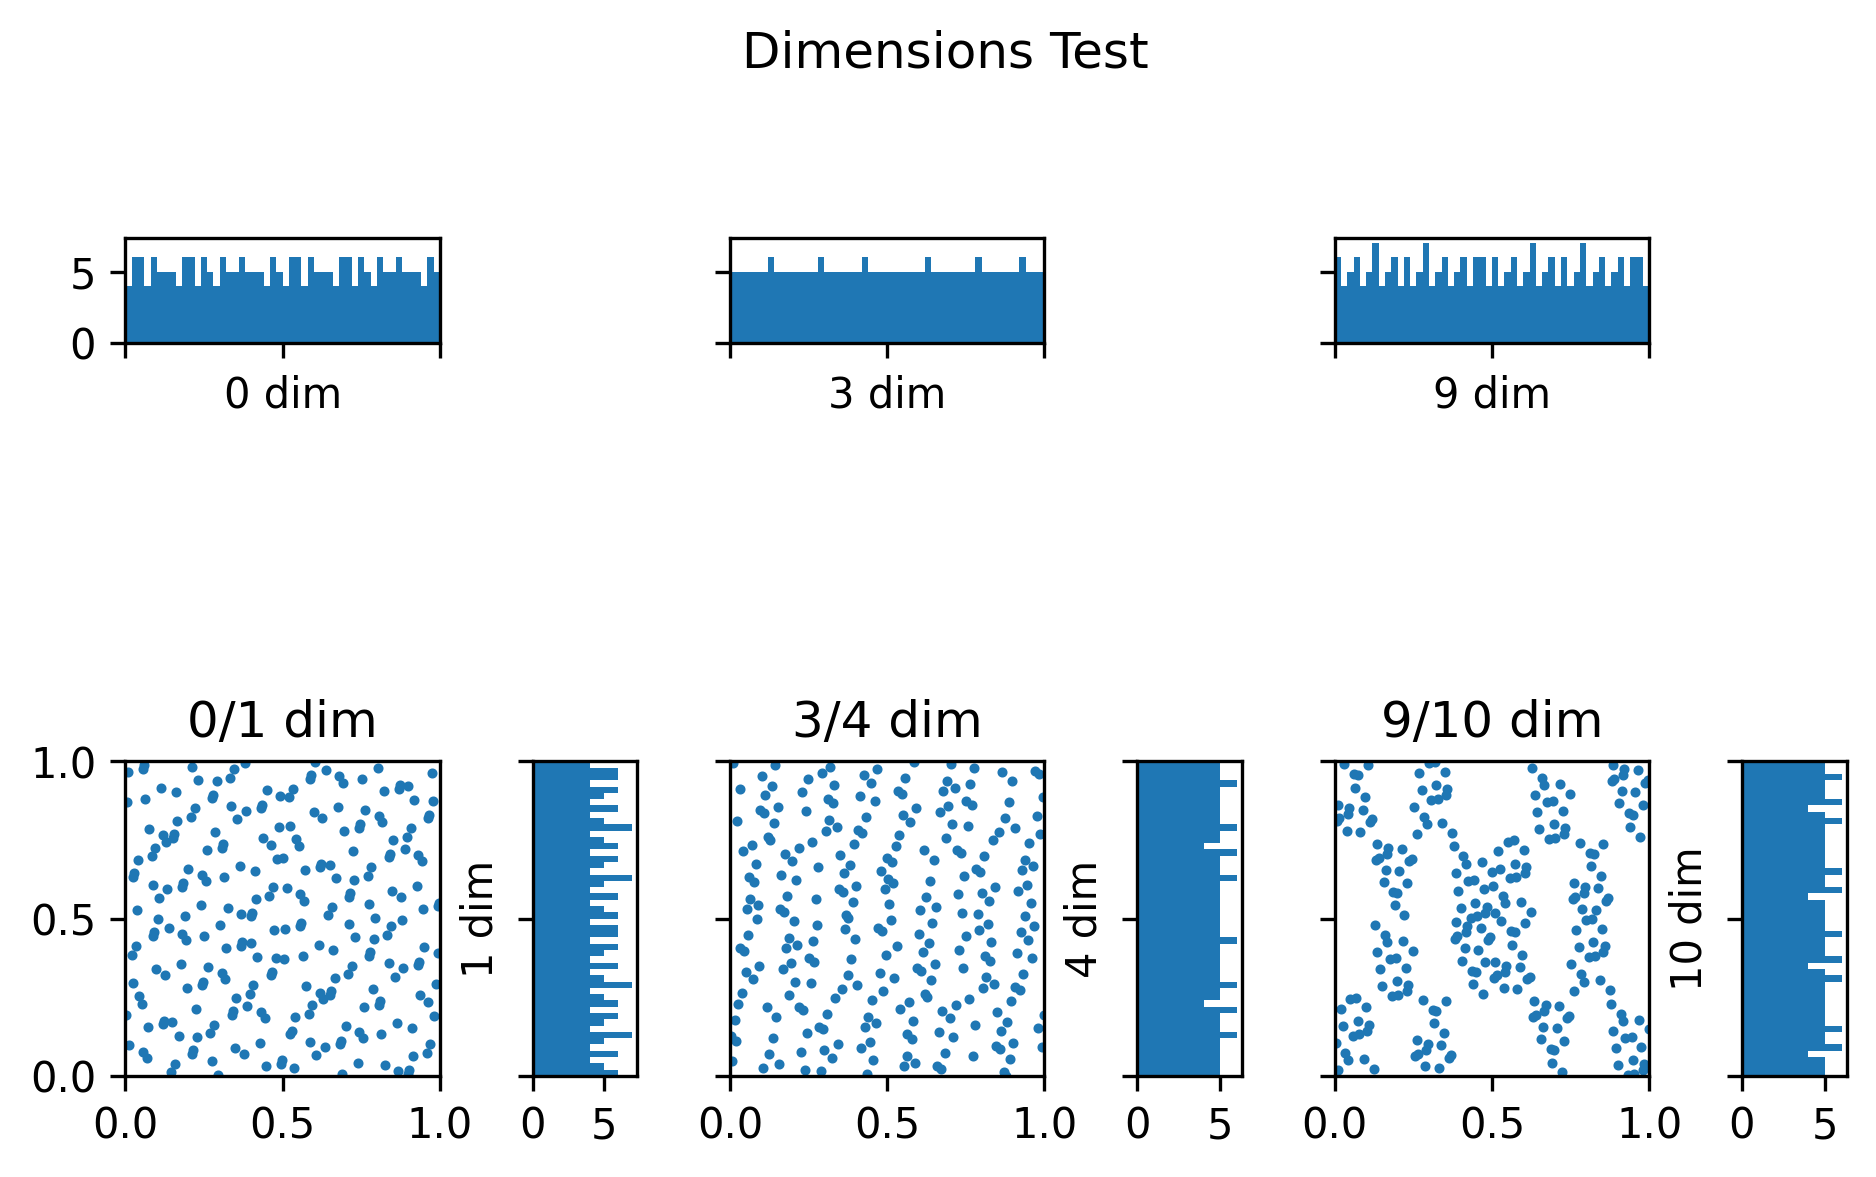 Dimensions Test
5
0
0 dim
3 dim
9 dim
0/1 dim
3/4 dim
9/10 dim
1.0
0.5
0.0
1 dim
4 dim
10 dim
0.0 0.5 1.0 0 5 0.0 0.5 1.0 0 5 0.0 0.5 1.0 0 5